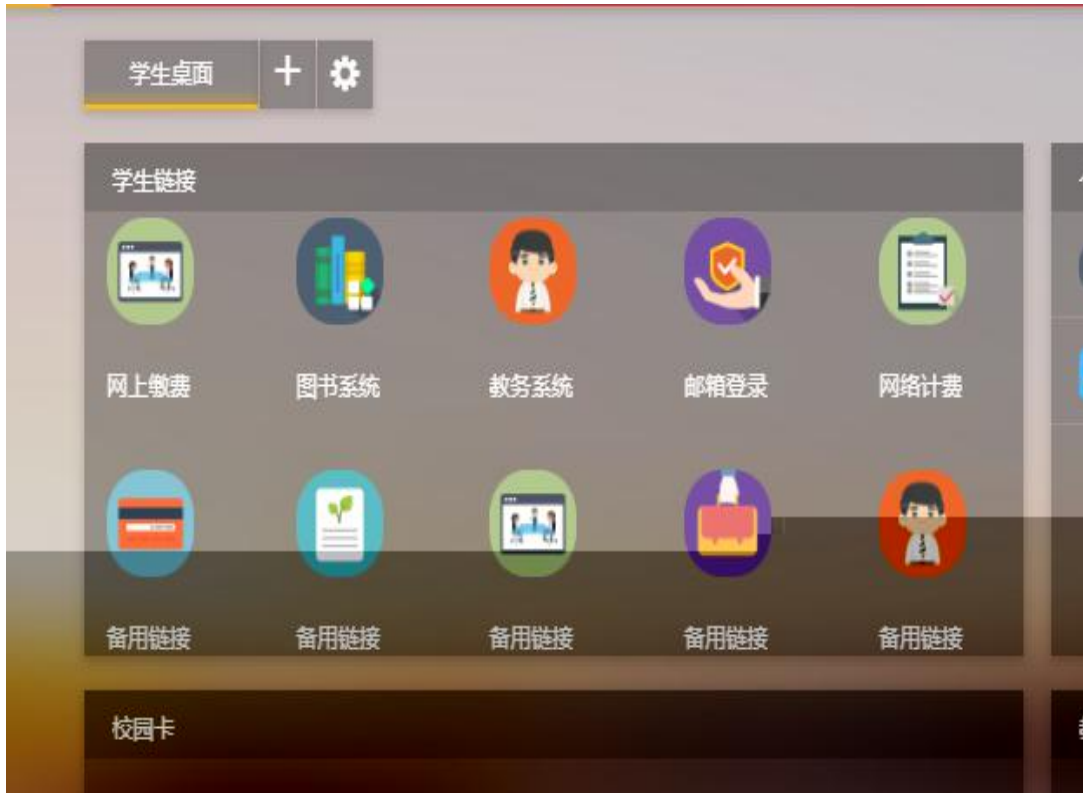 学生桌面
学生链接
网上缴费 图书系统 教务系统 邮箱登录 网络计费
备用链接 备用链接 备用链接 备用链接 备用链接
校园卡